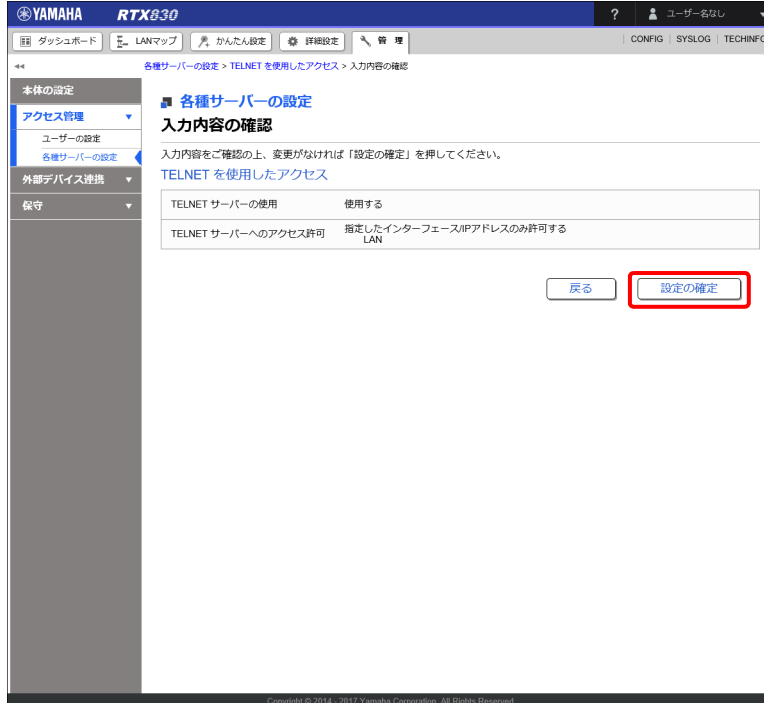 YAMAHA RTX830 ? ユーザー名なし
ダッシュボード LANマップ かんたん設定 詳細設定 管 理 CONFIG SYSLOG TECHINFO
各種サーバーの設定 > TELNET を使用したアクセス > 入力内容の確認
本体の設定
アクセス管理
ユーザーの設定
各種サーバーの設定
外部デバイス連携
保守
各種サーバーの設定
入力内容の確認
入力内容をご確認の上、変更がなければ「設定の確定」を押してください。
TELNET を使用したアクセス
TELNET サーバーの使用 使用する
TELNET サーバーへのアクセス許可 指定したインターフェース/IPアドレスのみ許可する
LAN
戻る 設定の確定
Copyright © 2014 - 2017 Yamaha Corporation. All Rights Reserved.